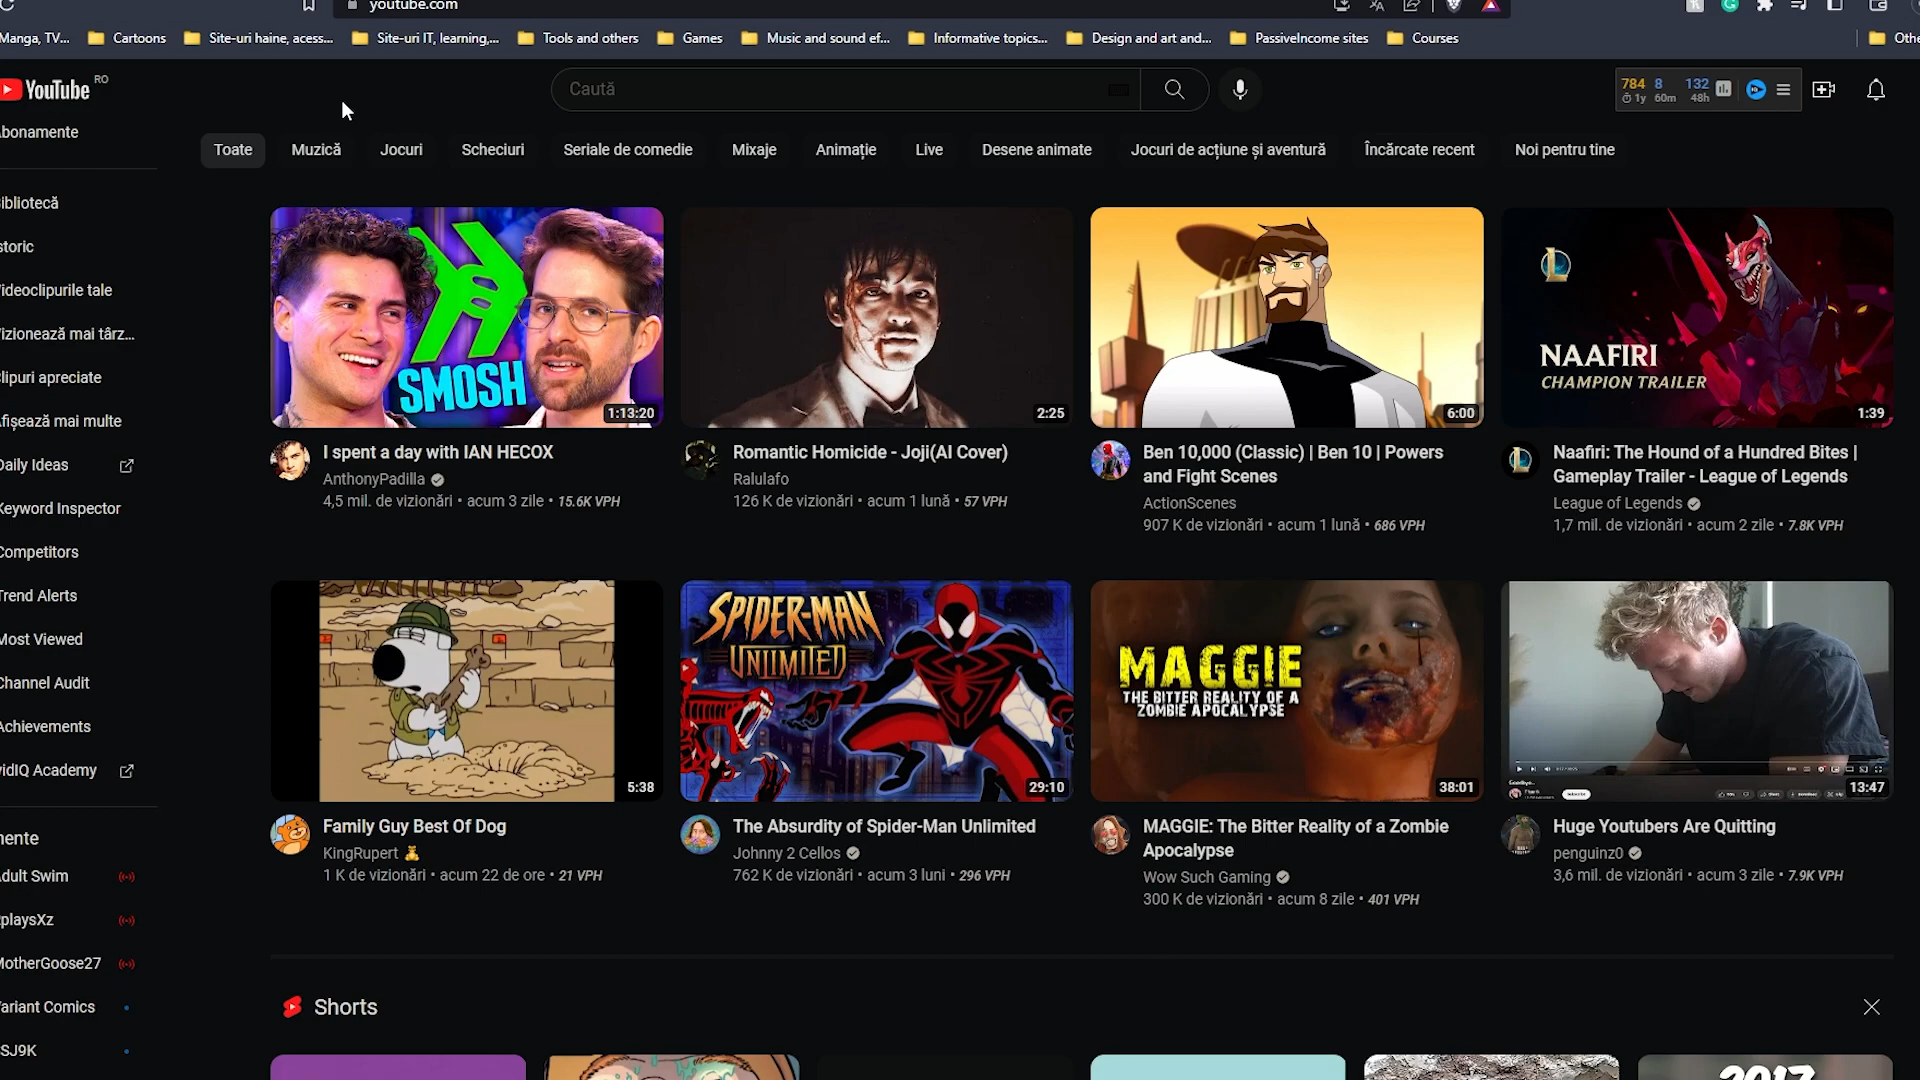 youtube.com
Manga, TV...
Cartoons
Site-uri haine, acess...
Site-uri IT, learning,...
Tools and others
Games
Music and sound ef...
Informative topics...
Design and art and...
PassiveIncome sites
Courses
Othe
YouTube RO
Caută
784 8 132
1y 60m 48h
bonamente
Toate
Muzică
Jocuri
Scheciuri
Seriale de comedie
Mixaje
Animație
Live
Desene animate
Jocuri de acțiune și aventură
Încărcate recent
Noi pentru tine
ibliotecă
storic
ideoclipurile tale
izionează mai târz...
lipuri apreciate
fișează mai multe
Daily Ideas
Keyword Inspector
Competitors
Trend Alerts
Most Viewed
Channel Audit
Achievements
vidIQ Academy
nente
dult Swim
playsXz
MotherGoose27
ariant Comics
SJ9K
SMOSH
1:13:20
I spent a day with IAN HECOX
AnthonyPadilla
4,5 mil. de vizionări • acum 3 zile • 15.6K VPH
2:25
Romantic Homicide - Joji(AI Cover)
Ralulafo
126 K de vizionări • acum 1 lună • 57 VPH
6:00
Ben 10,000 (Classic) | Ben 10 | Powers
and Fight Scenes
ActionScenes
907 K de vizionări • acum 1 lună • 686 VPH
NAAFIRI
CHAMPION TRAILER
1:39
Naafiri: The Hound of a Hundred Bites |
Gameplay Trailer - League of Legends
League of Legends
1,7 mil. de vizionări • acum 2 zile • 7.8K VPH
5:38
Family Guy Best Of Dog
KingRupert
1 K de vizionări • acum 22 de ore • 21 VPH
SPIDER-MAN
UNLIMITED
29:10
The Absurdity of Spider-Man Unlimited
Johnny 2 Cellos
762 K de vizionări • acum 3 luni • 296 VPH
MAGGIE
THE BITTER REALITY OF A
ZOMBIE APOCALYPSE
38:01
MAGGIE: The Bitter Reality of a Zombie
Apocalypse
Wow Such Gaming
300 K de vizionări • acum 8 zile • 401 VPH
13:47
Huge Youtubers Are Quitting
penguinz0
3,6 mil. de vizionări • acum 3 zile • 7.9K VPH
Shorts
2017